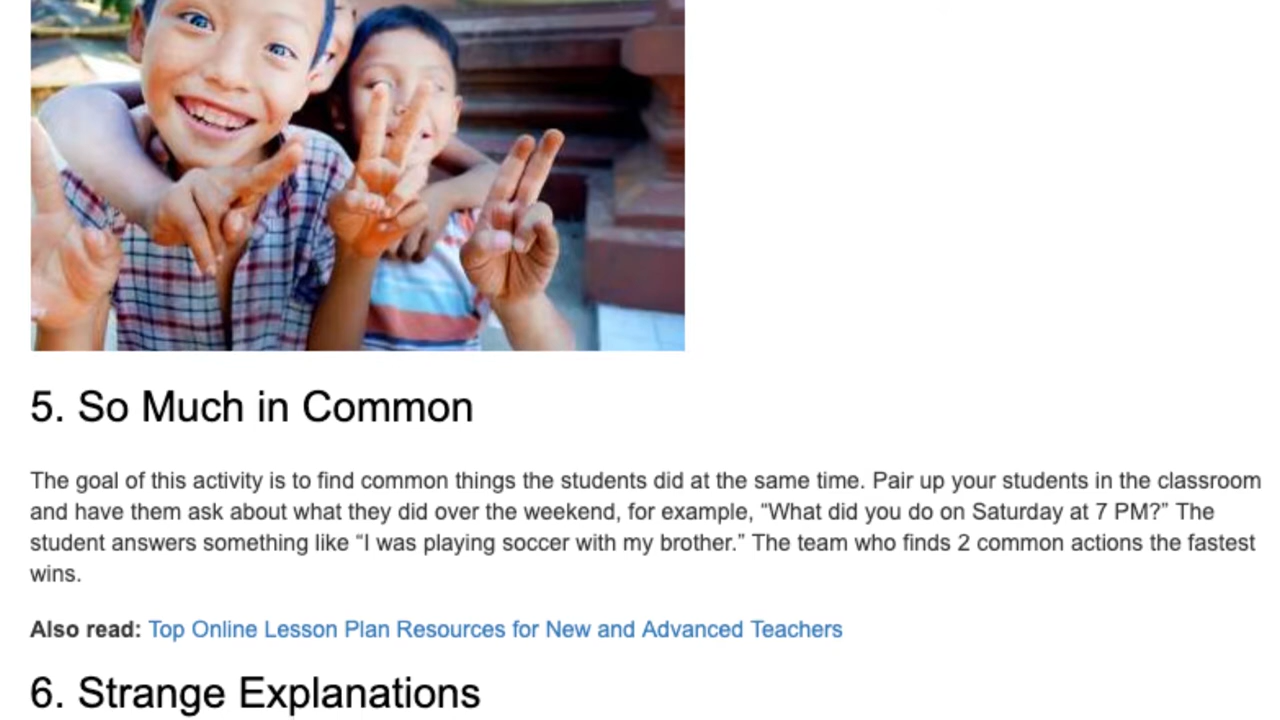 5. So Much in Common
The goal of this activity is to find common things the students did at the same time. Pair up your students in the classroom
and have them ask about what they did over the weekend, for example, “What did you do on Saturday at 7 PM?” The
student answers something like “I was playing soccer with my brother.” The team who finds 2 common actions the fastest
wins.
Also read: Top Online Lesson Plan Resources for New and Advanced Teachers
6. Strange Explanations